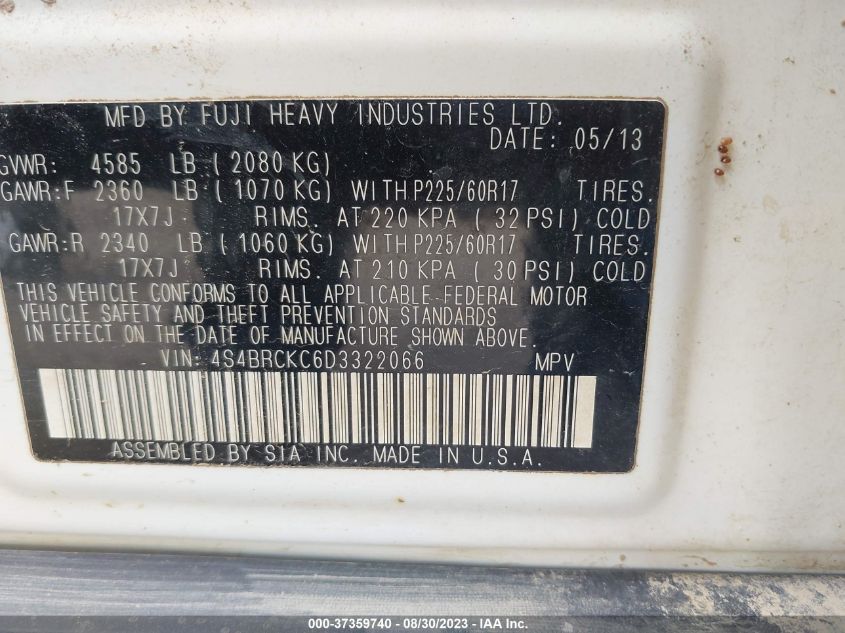 MFD BY FUJI HEAVY INDUSTRIES LTD.
DATE: 05/13
GVWR: 4585 LB ( 2080 KG)
GAWR:F 2360 LB ( 1070 KG) WITH P225/60R17 TIRES.
17X7J RIMS. AT 220 KPA ( 32 PSI) COLD
GAWR:R 2340 LB ( 1060 KG) WITH P225/60R17 TIRES.
17X7J RIMS. AT 210 KPA ( 30 PSI) COLD
THIS VEHICLE CONFORMS TO ALL APPLICABLE FEDERAL MOTOR
VEHICLE SAFETY AND THEFT PREVENTION STANDARDS
IN EFFECT ON THE DATE OF MANUFACTURE SHOWN ABOVE.
VIN: 4S4BRCKC6D3322066 MPV
ASSEMBLED BY SIA INC. MADE IN U.S.A.
000-37359740 - 08/30/2023 - IAA Inc.